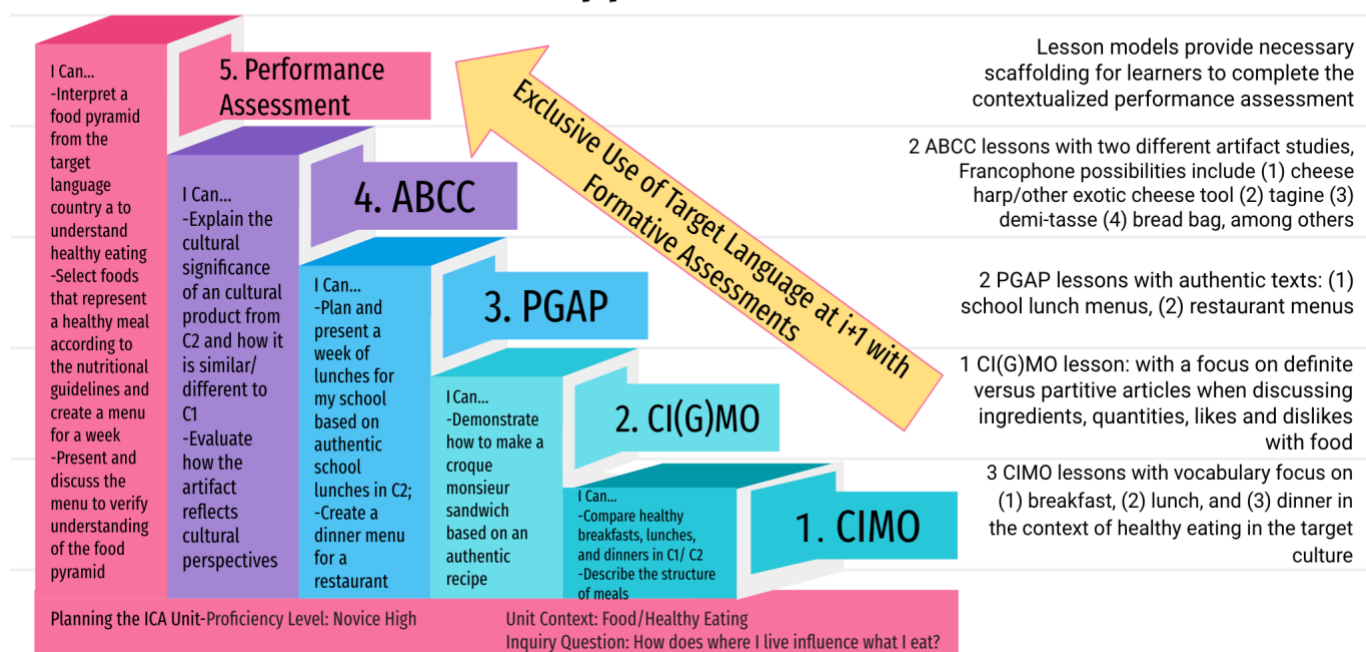 5. Performance
Assessment
I Can...
-Interpret a
food pyramid
from the
target
language
country a to
understand
healthy eating
-Select foods
that represent
a healthy meal
according to
the nutritional
guidelines and
create a menu
for a week
-Present and
discuss the
menu to verify
understanding
of the food
pyramid
4. ABCC
I Can...
-Explain the
cultural
significance
of an cultural
product from
C2 and how it
is similar/
different to
C1
-Evaluate
how the
artifact
reflects
cultural
perspectives
3. PGAP
I Can...
-Plan and
present a
week of
lunches for
my school
based on
authentic
school
lunches in C2;
-Create a
dinner menu
for a
restaurant
2. CI(G)MO
I Can...
-Demonstrate
how to make a
croque
monsieur
sandwich
based on an
authentic
recipe
1. CIMO
I Can...
-Compare healthy
breakfasts, lunches,
and dinners in C1/ C2
-Describe the structure
of meals
Exclusive Use of Target Language at i+1 with
Formative Assessments
Lesson models provide necessary
scaffolding for learners to complete the
contextualized performance assessment
2 ABCC lessons with two different artifact studies,
Francophone possibilities include (1) cheese
harp/other exotic cheese tool (2) tagine (3)
demi-tasse (4) bread bag, among others
2 PGAP lessons with authentic texts: (1)
school lunch menus, (2) restaurant menus
1 CI(G)MO lesson: with a focus on definite
versus partitive articles when discussing
ingredients, quantities, likes and dislikes
with food
3 CIMO lessons with vocabulary focus on
(1) breakfast, (2) lunch, and (3) dinner in
the context of healthy eating in the target
culture
Planning the ICA Unit-Proficiency Level: Novice High
Unit Context: Food/Healthy Eating
Inquiry Question: How does where I live influence what I eat?